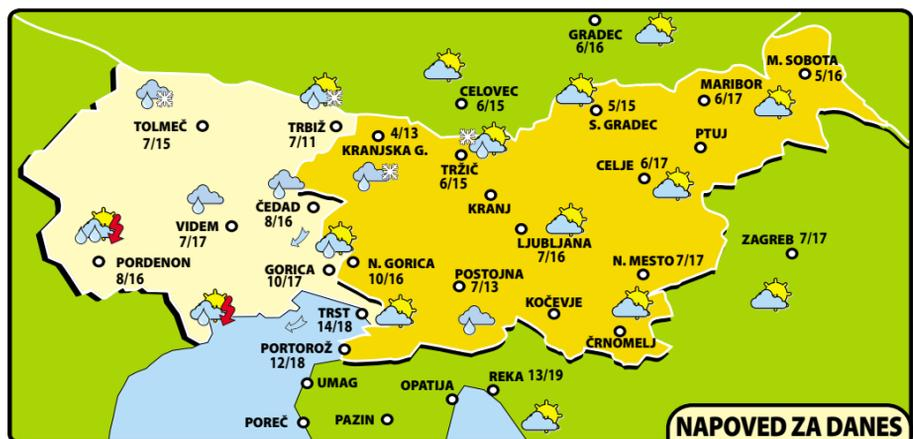 GRADEC
6/16
M. SOBOTA
5/16
CELOVEC
6/15
MARIBOR
6/17
5/15
S. GRADEC
TOLMEČ
7/15
TRBIŽ
7/11
4/13
KRANJSKA G.
PTUJ
TRŽIČ
6/15
CELJE 6/17
KRANJ
ČEDAD
8/16
VIDEM
7/17
LJUBLJANA
7/16
ZAGREB 7/17
PORDENON
8/16
GORICA
10/17
N. GORICA
10/16
POSTOJNA
7/13
N. MESTO 7/17
KOČEVJE
TRST
14/18
ČRNOMELJ
PORTOROŽ
12/18
UMAG
OPATIJA
REKA 13/19
POREČ
PAZIN
NAPOVED ZA DANES